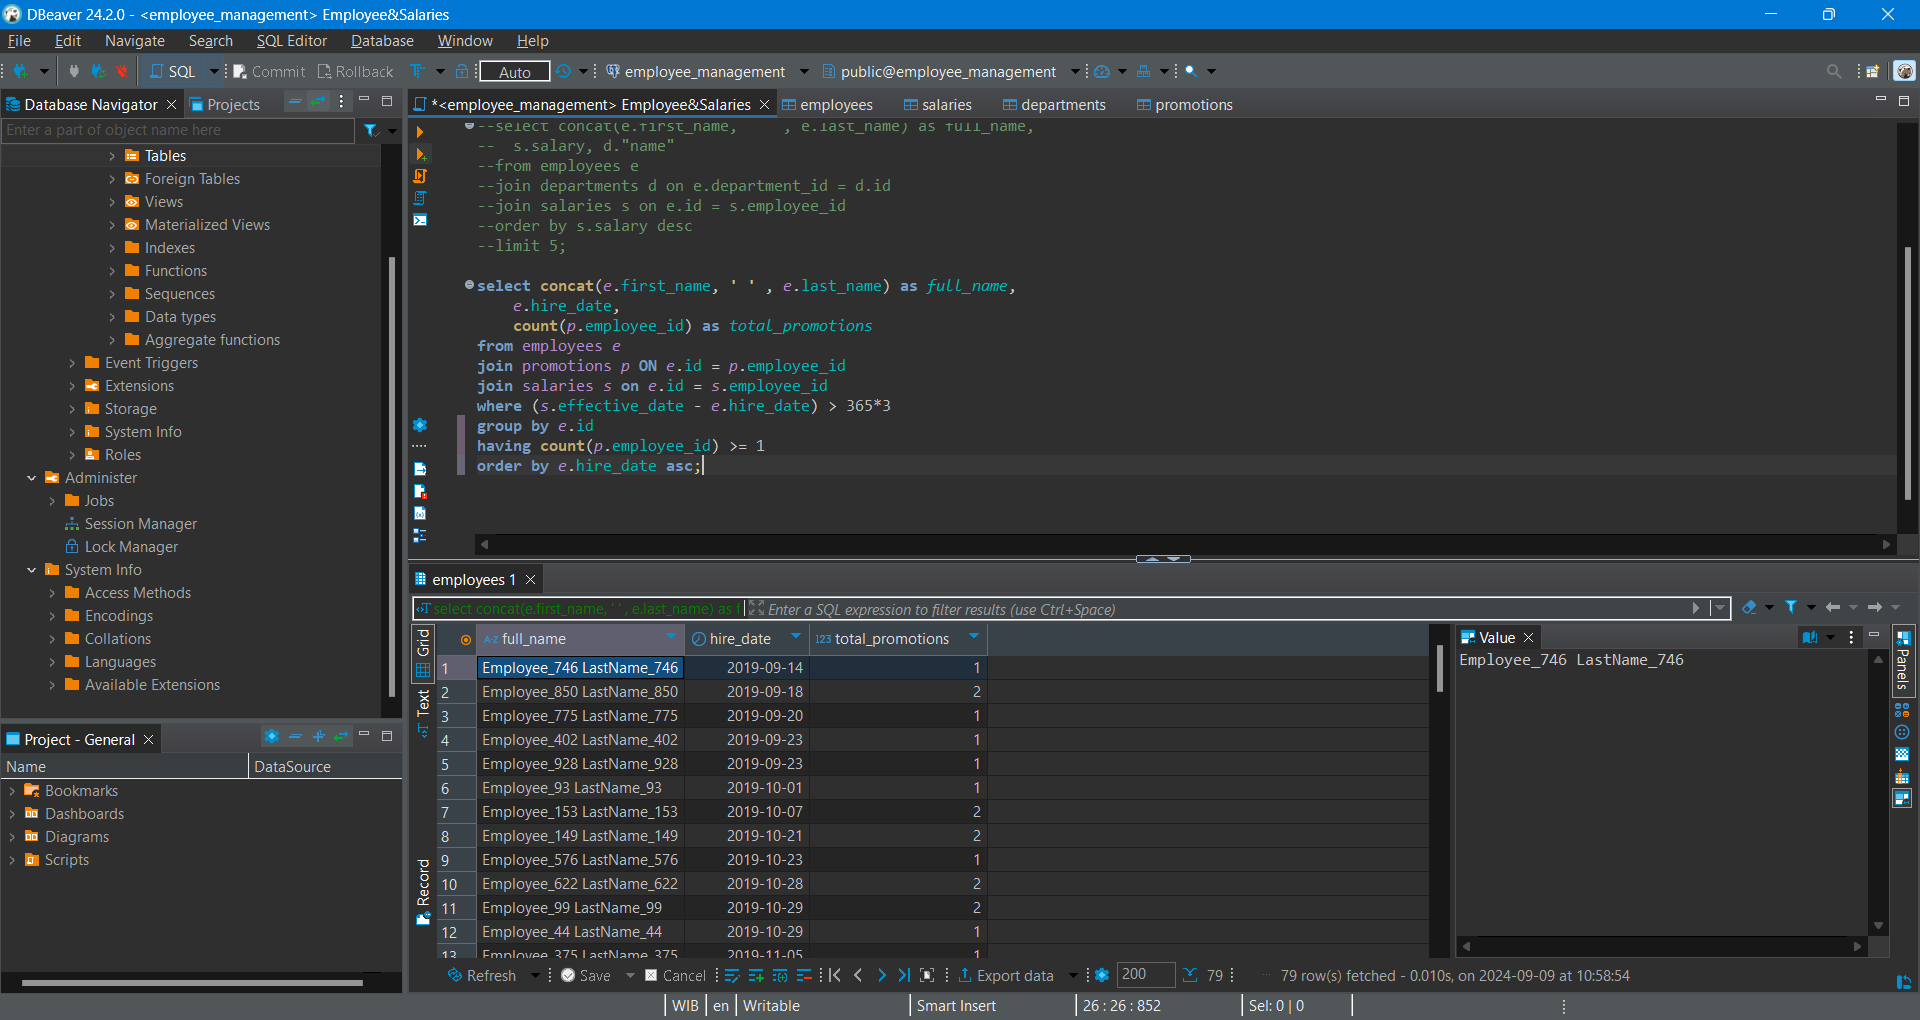 DBeaver 24.2.0 - <employee_management> Employee&Salaries
File Edit Navigate Search SQL Editor Database Window Help
SQL Commit Rollback Auto employee_management public@employee_management
Database Navigator Projects
Enter a part of object name here
Tables
Foreign Tables
Views
Materialized Views
Indexes
Functions
Sequences
Data types
Aggregate functions
Event Triggers
Extensions
Storage
System Info
Roles
Administer
Jobs
Session Manager
Lock Manager
System Info
Access Methods
Encodings
Collations
Languages
Available Extensions
Project - General
Name DataSource
Bookmarks
Dashboards
Diagrams
Scripts
*<employee_management> Employee&Salaries employees salaries departments promotions
--select concat(e.first_name, , e.last_name) as full_name,
-- s.salary, d."name"
--from employees e
--join departments d on e.department_id = d.id
--join salaries s on e.id = s.employee_id
--order by s.salary desc
--limit 5;
select concat(e.first_name, ' ' , e.last_name) as full_name,
e.hire_date,
count(p.employee_id) as total_promotions
from employees e
join promotions p ON e.id = p.employee_id
join salaries s on e.id = s.employee_id
where (s.effective_date - e.hire_date) > 365*3
group by e.id
having count(p.employee_id) >= 1
order by e.hire_date asc;
employees 1
select concat(e.first_name, ' ' , e.last_name) as f Enter a SQL expression to filter results (use Ctrl+Space)
Grid
Text
Record
A-Z full_name hire_date 123 total_promotions
1 Employee_746 LastName_746 2019-09-14 1
2 Employee_850 LastName_850 2019-09-18 2
3 Employee_775 LastName_775 2019-09-20 1
4 Employee_402 LastName_402 2019-09-23 1
5 Employee_928 LastName_928 2019-09-23 1
6 Employee_93 LastName_93 2019-10-01 1
7 Employee_153 LastName_153 2019-10-07 2
8 Employee_149 LastName_149 2019-10-21 2
9 Employee_576 LastName_576 2019-10-23 1
10 Employee_622 LastName_622 2019-10-28 2
11 Employee_99 LastName_99 2019-10-29 2
12 Employee_44 LastName_44 2019-10-29 1
13 Employee_375 LastName_375 2019-11-05 1
Value
Employee_746 LastName_746
Panels
Refresh Save Cancel Export data 200 79 79 row(s) fetched - 0.010s, on 2024-09-09 at 10:58:54
WIB en Writable Smart Insert 26 : 26 : 852 Sel: 0 | 0